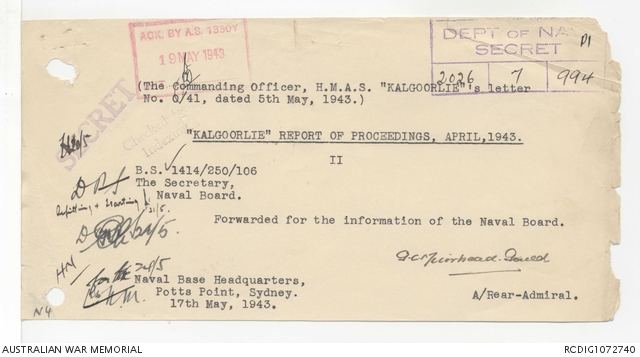 ACK. BY A.S. 1330Y
19 MAY 1943
DEPT OF NAVY
SECRET
2026 7 994
SECRET
(The Commanding Officer, H.M.A.S. "KALGOORLIE"'s letter
No. 0/41, dated 5th May, 1943.)
"KALGOORLIE" REPORT OF PROCEEDINGS, APRIL, 1943.
II
B.S. 1414/250/106
The Secretary,
Naval Board.
Forwarded for the information of the Naval Board.
Naval Base Headquarters,
Potts Point, Sydney.
17th May, 1943.
A/Rear-Admiral.
HN
N4
AUSTRALIAN WAR MEMORIAL
RCDIG1072740